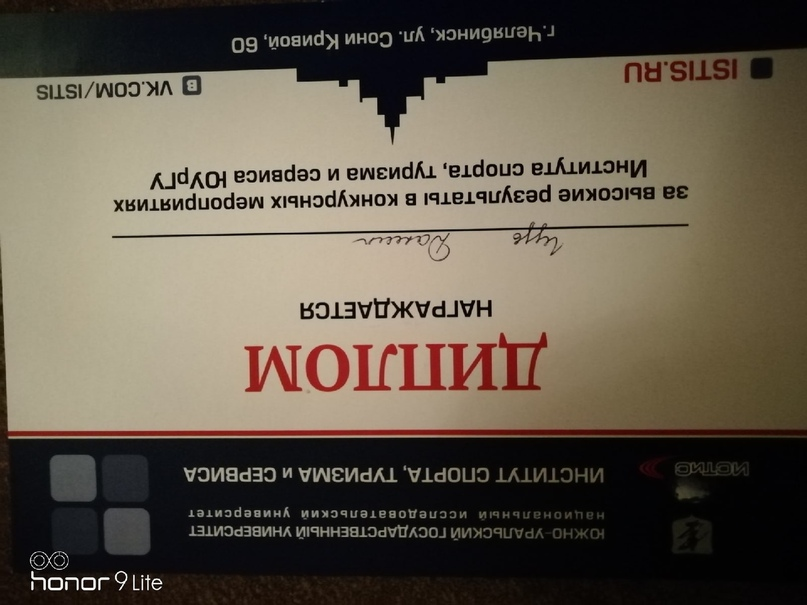 ЮЖНО-УРАЛЬСКИЙ ГОСУДАРСТВЕННЫЙ УНИВЕРСИТЕТ
национальный исследовательский университет
ИСТИС
ИНСТИТУТ СПОРТА, ТУРИЗМА и СЕРВИСА
ДИПЛОМ
НАГРАЖДАЕТСЯ
Даниил
за высокие результаты в конкурсных мероприятиях
Института спорта, туризма и сервиса ЮУрГУ
ISTIS.RU
B VK.COM/ISTIS
г.Челябинск, ул. Сони Кривой, 60
honor 9 Lite